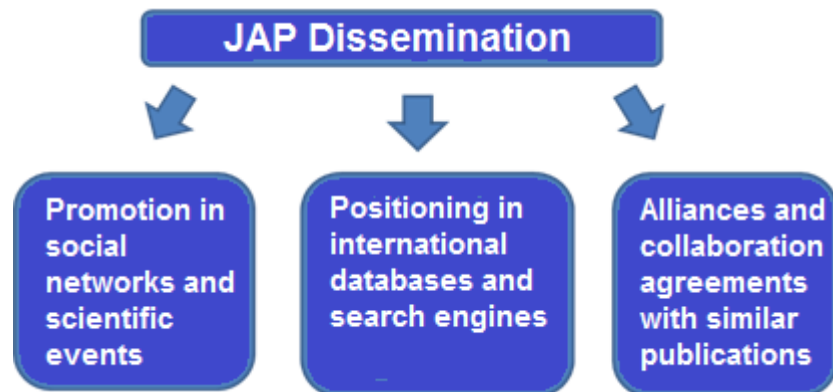 JAP Dissemination
Promotion in
social
networks and
scientific
events
Positioning in
international
databases and
search engines
Alliances and
collaboration
agreements
with similar
publications